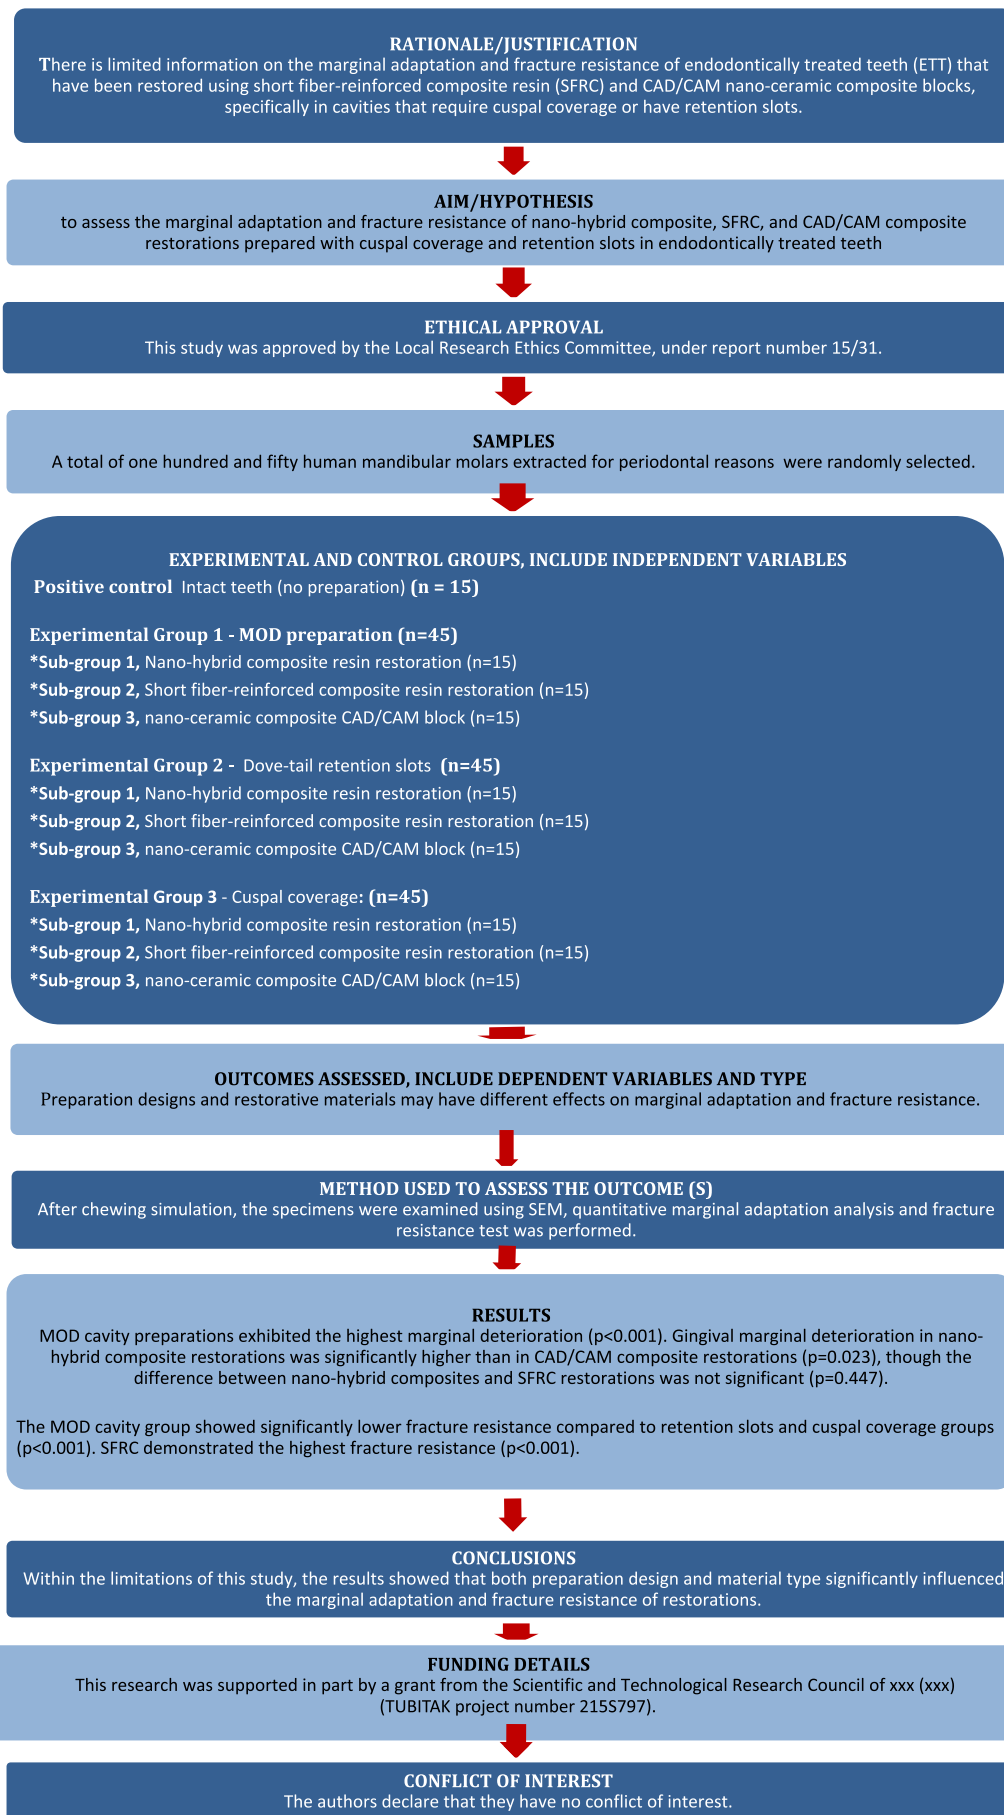 RATIONALE/JUSTIFICATION
There is limited information on the marginal adaptation and fracture resistance of endodontically treated teeth (ETT) that
have been restored using short fiber-reinforced composite resin (SFRC) and CAD/CAM nano-ceramic composite blocks,
specifically in cavities that require cuspal coverage or have retention slots.
AIM/HYPOTHESIS
to assess the marginal adaptation and fracture resistance of nano-hybrid composite, SFRC, and CAD/CAM composite
restorations prepared with cuspal coverage and retention slots in endodontically treated teeth
ETHICAL APPROVAL
This study was approved by the Local Research Ethics Committee, under report number 15/31.
SAMPLES
A total of one hundred and fifty human mandibular molars extracted for periodontal reasons were randomly selected.
EXPERIMENTAL AND CONTROL GROUPS, INCLUDE INDEPENDENT VARIABLES
Positive control Intact teeth (no preparation) (n = 15)
Experimental Group 1 - MOD preparation (n=45)
*Sub-group 1, Nano-hybrid composite resin restoration (n=15)
*Sub-group 2, Short fiber-reinforced composite resin restoration (n=15)
*Sub-group 3, nano-ceramic composite CAD/CAM block (n=15)
Experimental Group 2 - Dove-tail retention slots (n=45)
*Sub-group 1, Nano-hybrid composite resin restoration (n=15)
*Sub-group 2, Short fiber-reinforced composite resin restoration (n=15)
*Sub-group 3, nano-ceramic composite CAD/CAM block (n=15)
Experimental Group 3 - Cuspal coverage: (n=45)
*Sub-group 1, Nano-hybrid composite resin restoration (n=15)
*Sub-group 2, Short fiber-reinforced composite resin restoration (n=15)
*Sub-group 3, nano-ceramic composite CAD/CAM block (n=15)
OUTCOMES ASSESSED, INCLUDE DEPENDENT VARIABLES AND TYPE
Preparation designs and restorative materials may have different effects on marginal adaptation and fracture resistance.
METHOD USED TO ASSESS THE OUTCOME (S)
After chewing simulation, the specimens were examined using SEM, quantitative marginal adaptation analysis and fracture
resistance test was performed.
RESULTS
MOD cavity preparations exhibited the highest marginal deterioration (p<0.001). Gingival marginal deterioration in nano-
hybrid composite restorations was significantly higher than in CAD/CAM composite restorations (p=0.023), though the
difference between nano-hybrid composites and SFRC restorations was not significant (p=0.447).
The MOD cavity group showed significantly lower fracture resistance compared to retention slots and cuspal coverage groups
(p<0.001). SFRC demonstrated the highest fracture resistance (p<0.001).
CONCLUSIONS
Within the limitations of this study, the results showed that both preparation design and material type significantly influenced
the marginal adaptation and fracture resistance of restorations.
FUNDING DETAILS
This research was supported in part by a grant from the Scientific and Technological Research Council of xxx (xxx)
(TUBITAK project number 215S797).
CONFLICT OF INTEREST
The authors declare that they have no conflict of interest.